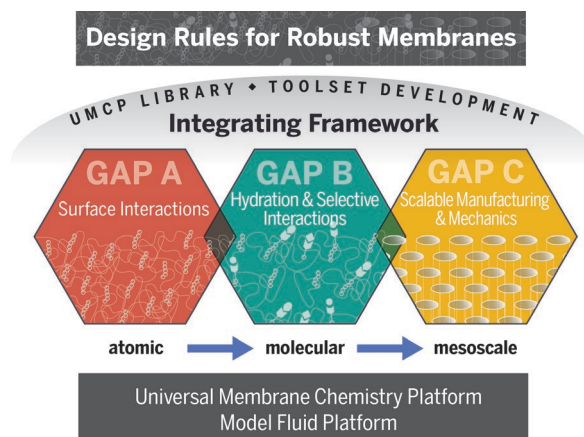 Design Rules for Robust Membranes
UMCP LIBRARY • TOOLSET DEVELOPMENT
Integrating Framework
GAP A
Surface Interactions
GAP B
Hydration & Selective
Interactions
GAP C
Scalable Manufacturing
& Mechanics
atomic
molecular
mesoscale
Universal Membrane Chemistry Platform
Model Fluid Platform